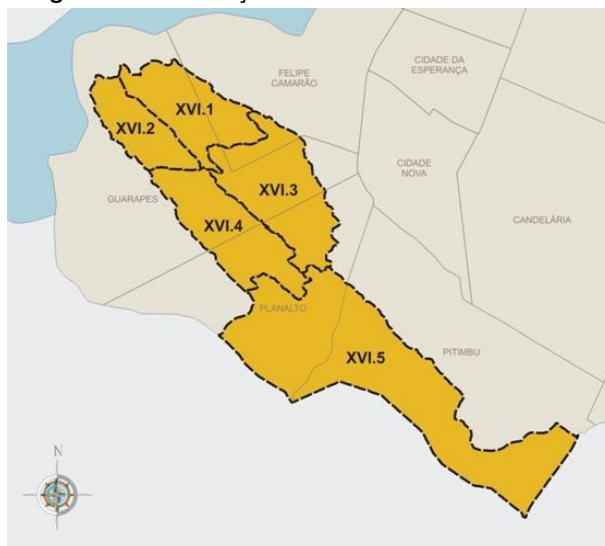 FELIPE
CAMARÃO
CIDADE DA
ESPERANÇA
XVI.1
XVI.2
CIDADE
NOVA
XVI.3
GUARAPES
XVI.4
CANDELÁRIA
PLANALTO
PITIMBU
XVI.5
N